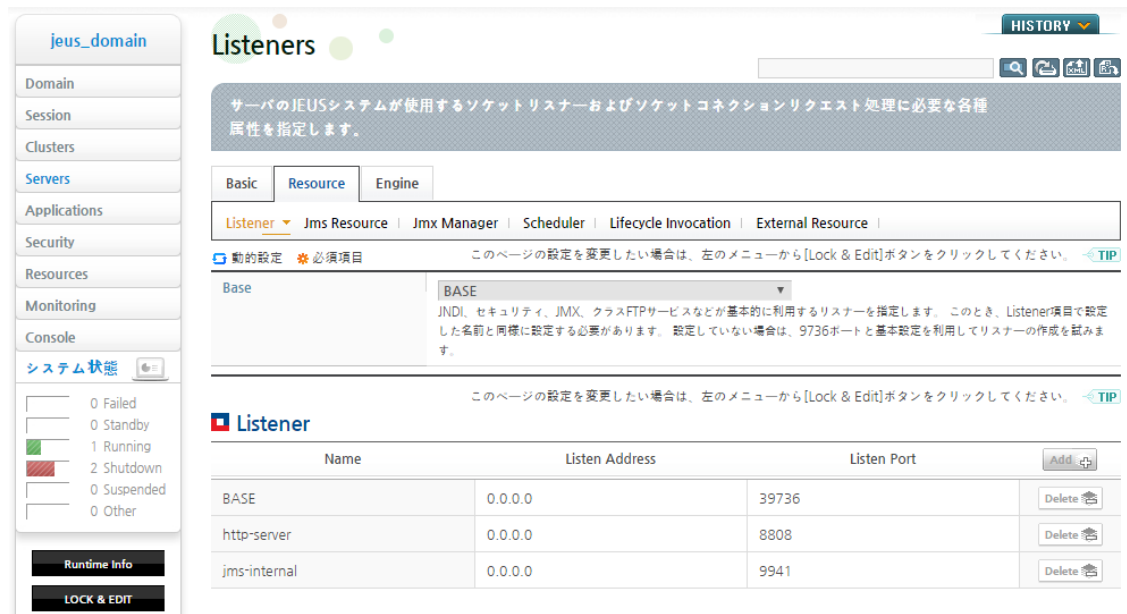 jeus_domain
Domain
Session
Clusters
Servers
Applications
Security
Resources
Monitoring
Console
システム状態
0 Failed
0 Standby
1 Running
2 Shutdown
0 Suspended
0 Other
Runtime Info
LOCK & EDIT
HISTORY
Listeners
XML
サーバのJEUSシステムが使用するソケットリスナーおよびソケットコネクションリクエスト処理に必要な各種
属性を指定します。
Basic Resource Engine
Listener Jms Resource Jmx Manager Scheduler Lifecycle Invocation External Resource
動的設定 必須項目 このページの設定を変更したい場合は、左のメニューから[Lock & Edit]ボタンをクリックしてください。 TIP
Base BASE
JNDI、セキュリティ、JMX、クラスFTPサービスなどが基本的に利用するリスナーを指定します。 このとき、Listener項目で設定
した名前と同様に設定する必要があります。 設定していない場合は、9736ポートと基本設定を利用してリスナーの作成を試みま
す。
このページの設定を変更したい場合は、左のメニューから[Lock & Edit]ボタンをクリックしてください。 TIP
Listener
Name Listen Address Listen Port Add
BASE 0.0.0.0 39736 Delete
http-server 0.0.0.0 8808 Delete
jms-internal 0.0.0.0 9941 Delete